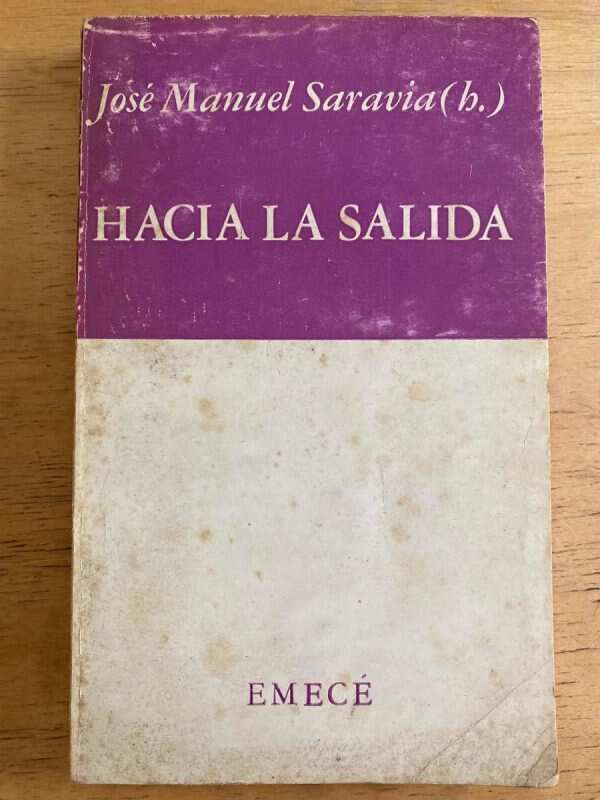 José Manuel Saravia (h.)
HACIA LA SALIDA
EMECÉ